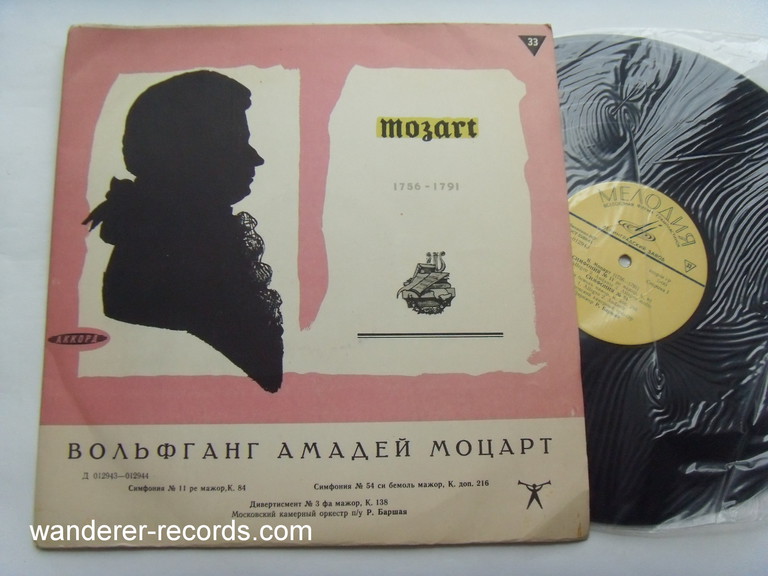 33
mozart
1756 - 1791
АККОРД
ВОЛЬФГАНГ АМАДЕЙ МОЦАРТ
Д 012943—012944
Симфония № 11 ре мажор, К. 84
Симфония № 54 си бемоль мажор, К. доп. 216
Дивертисмент № 3 фа мажор, К. 138
Московский камерный оркестр п/у Р. Баршая
МЕЛОДИЯ
wanderer-records.com